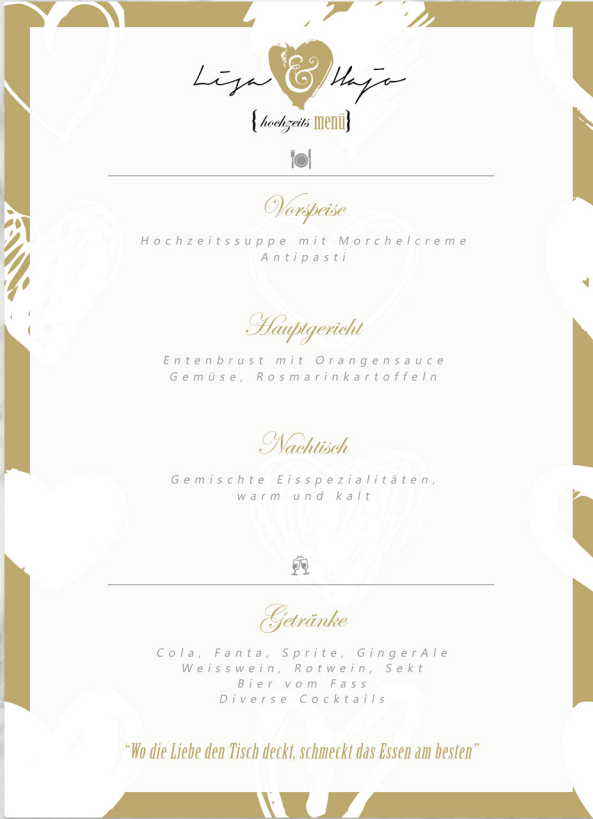 Lisa & Hajo
{hochzeits menü}
Vorspeise
Hochzeitssuppe mit Morchelcreme
Antipasti
Hauptgericht
Entenbrust mit Orangensauce
Gemüse, Rosmarinkartoffeln
Nachtisch
Gemischte Eisspezialitäten,
warm und kalt
Getränke
Cola, Fanta, Sprite, GingerAle
Weisswein, Rotwein, Sekt
Bier vom Fass
Diverse Cocktails
“Wo die Liebe den Tisch deckt, schmeckt das Essen am besten”